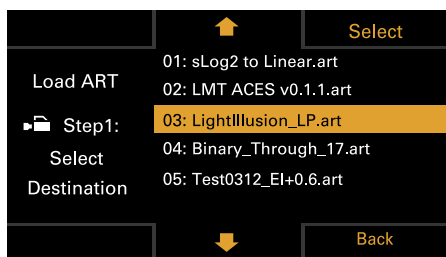 Select
Load ART
Step1:
Select
Destination
01: sLog2 to Linear.art
02: LMT ACES v0.1.1.art
03: LightIllusion_LP.art
04: Binary_Through_17.art
05: Test0312_EI+0.6.art
Back